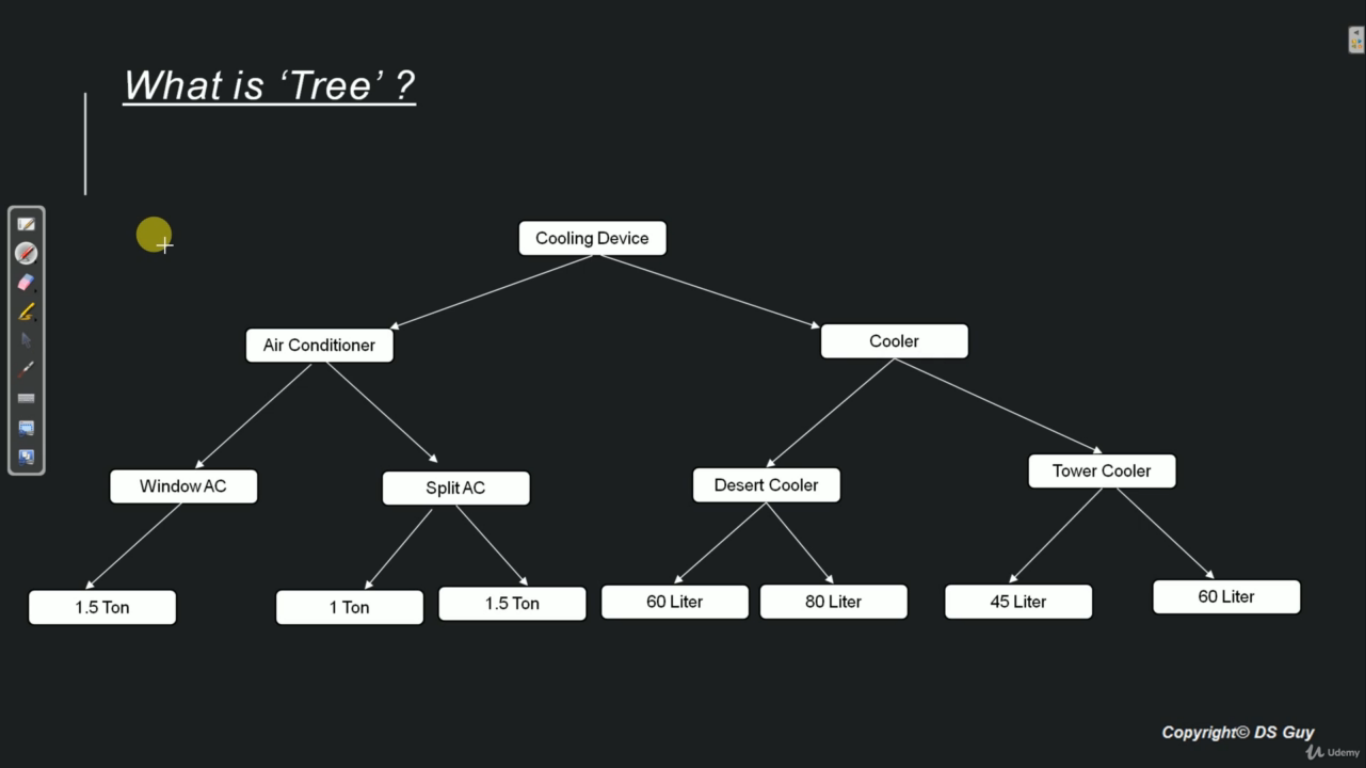 What is ‘Tree’ ?
Cooling Device
Air Conditioner
Cooler
Window AC
Split AC
Desert Cooler
Tower Cooler
1.5 Ton
1 Ton
1.5 Ton
60 Liter
80 Liter
45 Liter
60 Liter
Copyright© DS Guy
Udemy